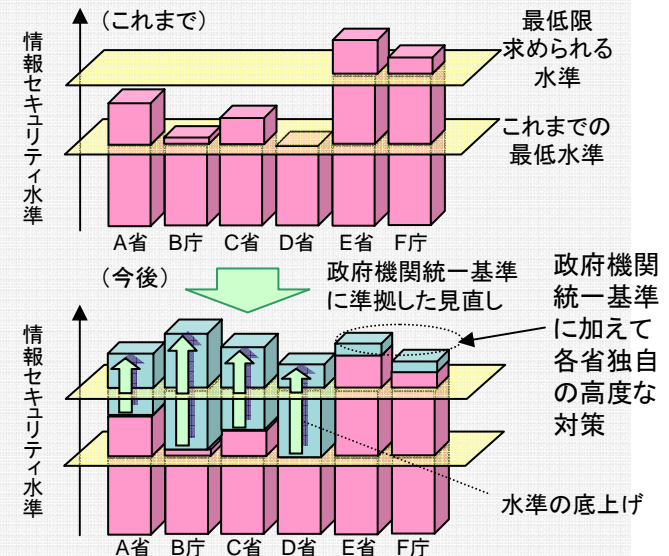 (これまで)
最低限
求められる
水準
情報セキュリティ水準
これまでの
最低水準
A省 B庁 C省 D省 E省 F庁
(今後)
政府機関統一基準
に準拠した見直し
政府機関
統一基準
に加えて
各省独自
の高度な
対策
情報セキュリティ水準
水準の底上げ
A省 B庁 C省 D省 E省 F庁